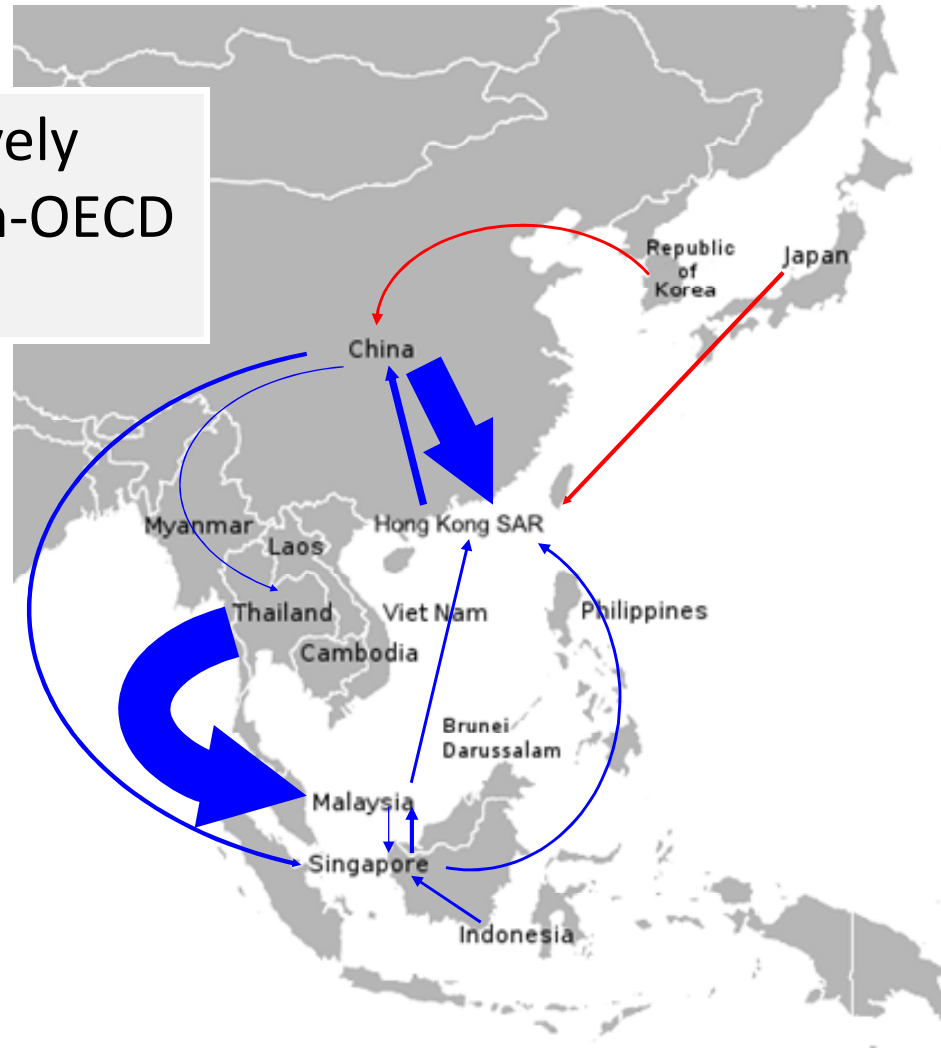 -OECD
Republic
of
Korea
Japan
China
Hong Kong SAR
Myanmar
Laos
Thailand
Viet Nam
Philippines
Cambodia
Brunei
Darussalam
Malaysia
Singapore
Indonesia